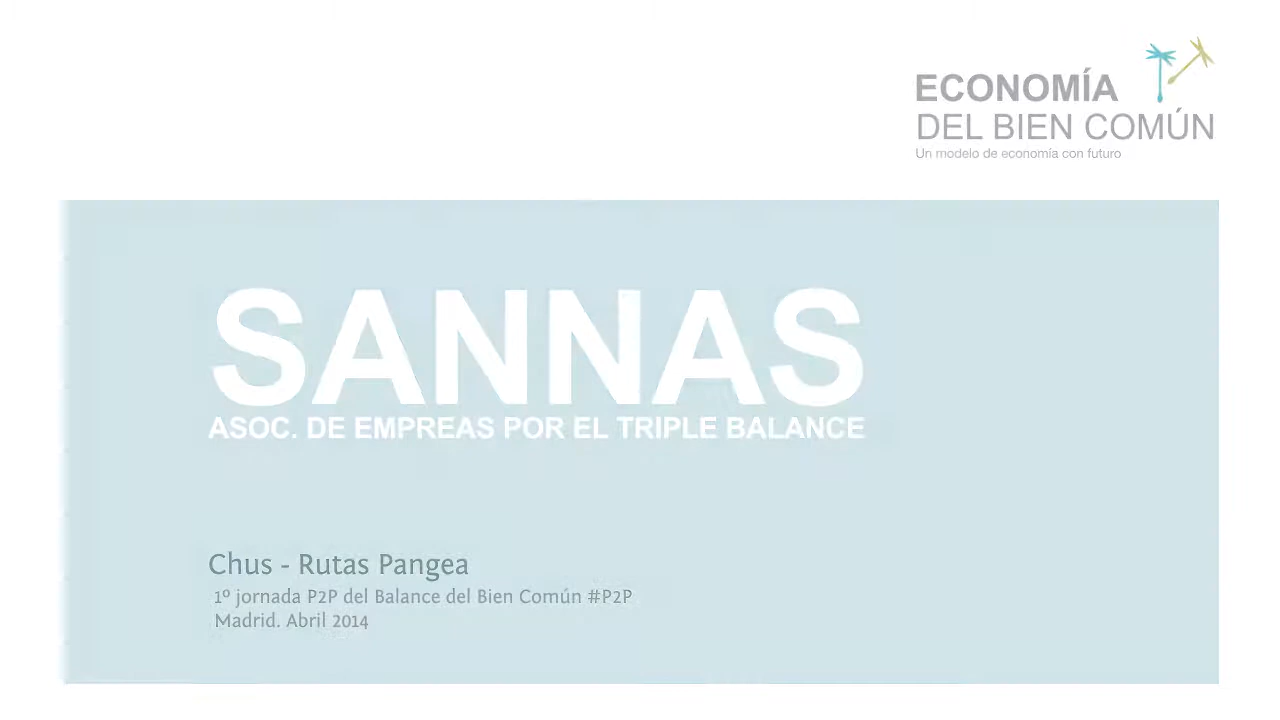 ECONOMÍA
DEL BIEN COMÚN
Un modelo de economía con futuro
SANNAS
ASOC. DE EMPREAS POR EL TRIPLE BALANCE
Chus - Rutas Pangea
1º jornada P2P del Balance del Bien Común #P2P
Madrid. Abril 2014